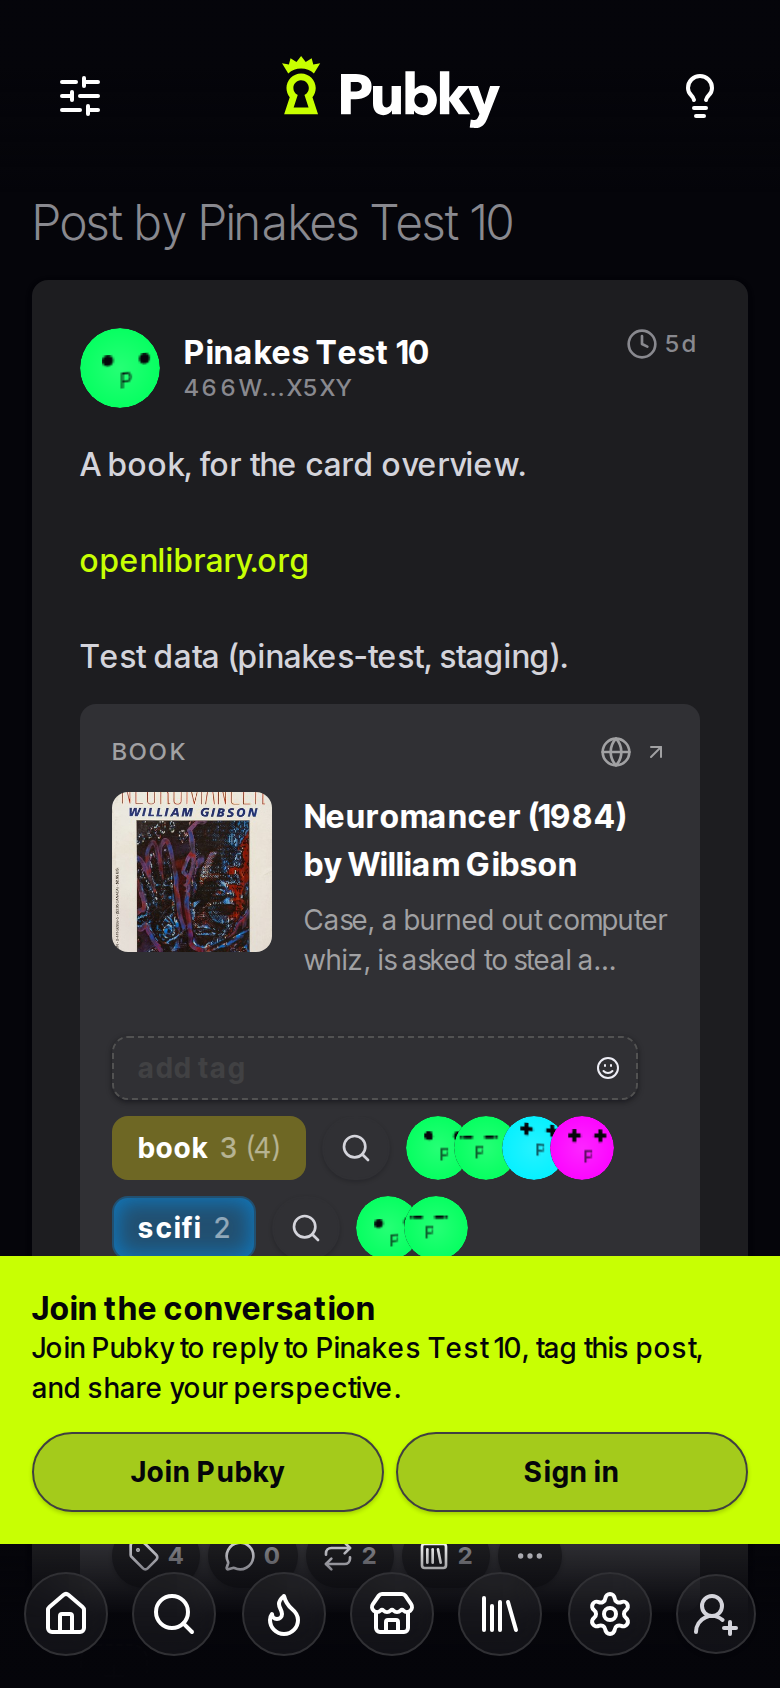 Pubky
Post by Pinakes Test 10
Pinakes Test 10
466W...X5XY
5d
A book, for the card overview.
openlibrary.org
Test data (pinakes-test, staging).
BOOK
NEUROMANCER
WILLIAM GIBSON
Neuromancer (1984)
by William Gibson
Case, a burned out computer
whiz, is asked to steal a...
add tag
book 3 (4)
scifi 2
Join the conversation
Join Pubky to reply to Pinakes Test 10, tag this post,
and share your perspective.
Join Pubky
Sign in
4
0
2
2